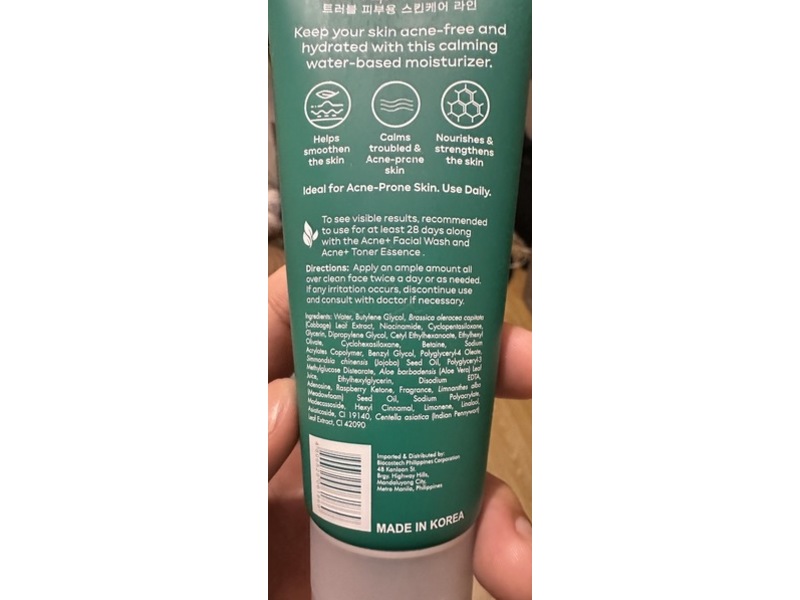 트러블 피부용 스킨케어 라인
Keep your skin acne-free and
hydrated with this calming
water-based moisturizer.
Helps
smoothen
the skin
Calms
troubled &
Acne-prone
skin
Nourishes &
strengthens
the skin
Ideal for Acne-Prone Skin. Use Daily.
To see visible results, recommended
to use for at least 28 days along
with the Acne+ Facial Wash and
Acne+ Toner Essence .
Directions: Apply an ample amount all
over clean face twice a day or as needed.
If any irritation occurs, discontinue use
and consult with doctor if necessary.
Ingredients: Water, Butylene Glycol, Brassica oleracea capitata
(Cabbage) Leaf Extract, Niacinamide, Cyclopentasiloxane,
Glycerin, Dipropylene Glycol, Cetyl Ethylhexanoate, Ethylhexyl
Olivate, Cyclohexasiloxane, Betaine, Sodium
Acrylates Copolymer, Benzyl Glycol, Polyglyceryl-4 Oleate,
Simmondsia chinensis (Jojoba) Seed Oil, Polyglyceryl-3
Methylglucose Distearate, Aloe barbadensis (Aloe Vera) Leaf
Juice, Ethylhexylglycerin, Disodium EDTA,
Adenosine, Raspberry Ketone, Fragrance, Limnanthes alba
(Meadowfoam) Seed Oil, Sodium Polyacrylate,
Madecassoside, Hexyl Cinnamal, Limonene, Linalool,
Asiaticoside, CI 19140, Centella asiatica (Indian Pennywort)
Leaf Extract, CI 42090
Imported & Distributed by:
Biocostech Philippines Corporation
48 Kanlaon St.
Brgy. Highway Hills,
Mandaluyong City,
Metro Manila, Philippines
MADE IN KOREA